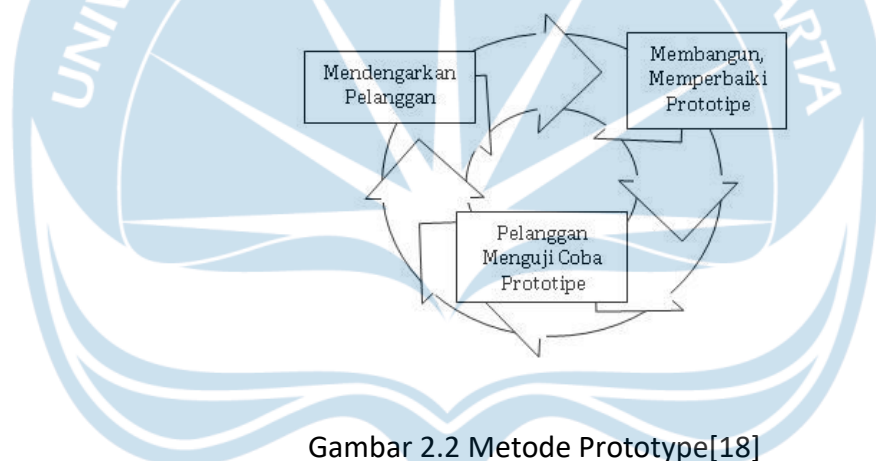 Mendengarkan
Pelanggan
Membangun,
Memperbaiki
Prototipe
Pelanggan
Menguji Coba
Prototipe
Gambar 2.2 Metode Prototype[18]